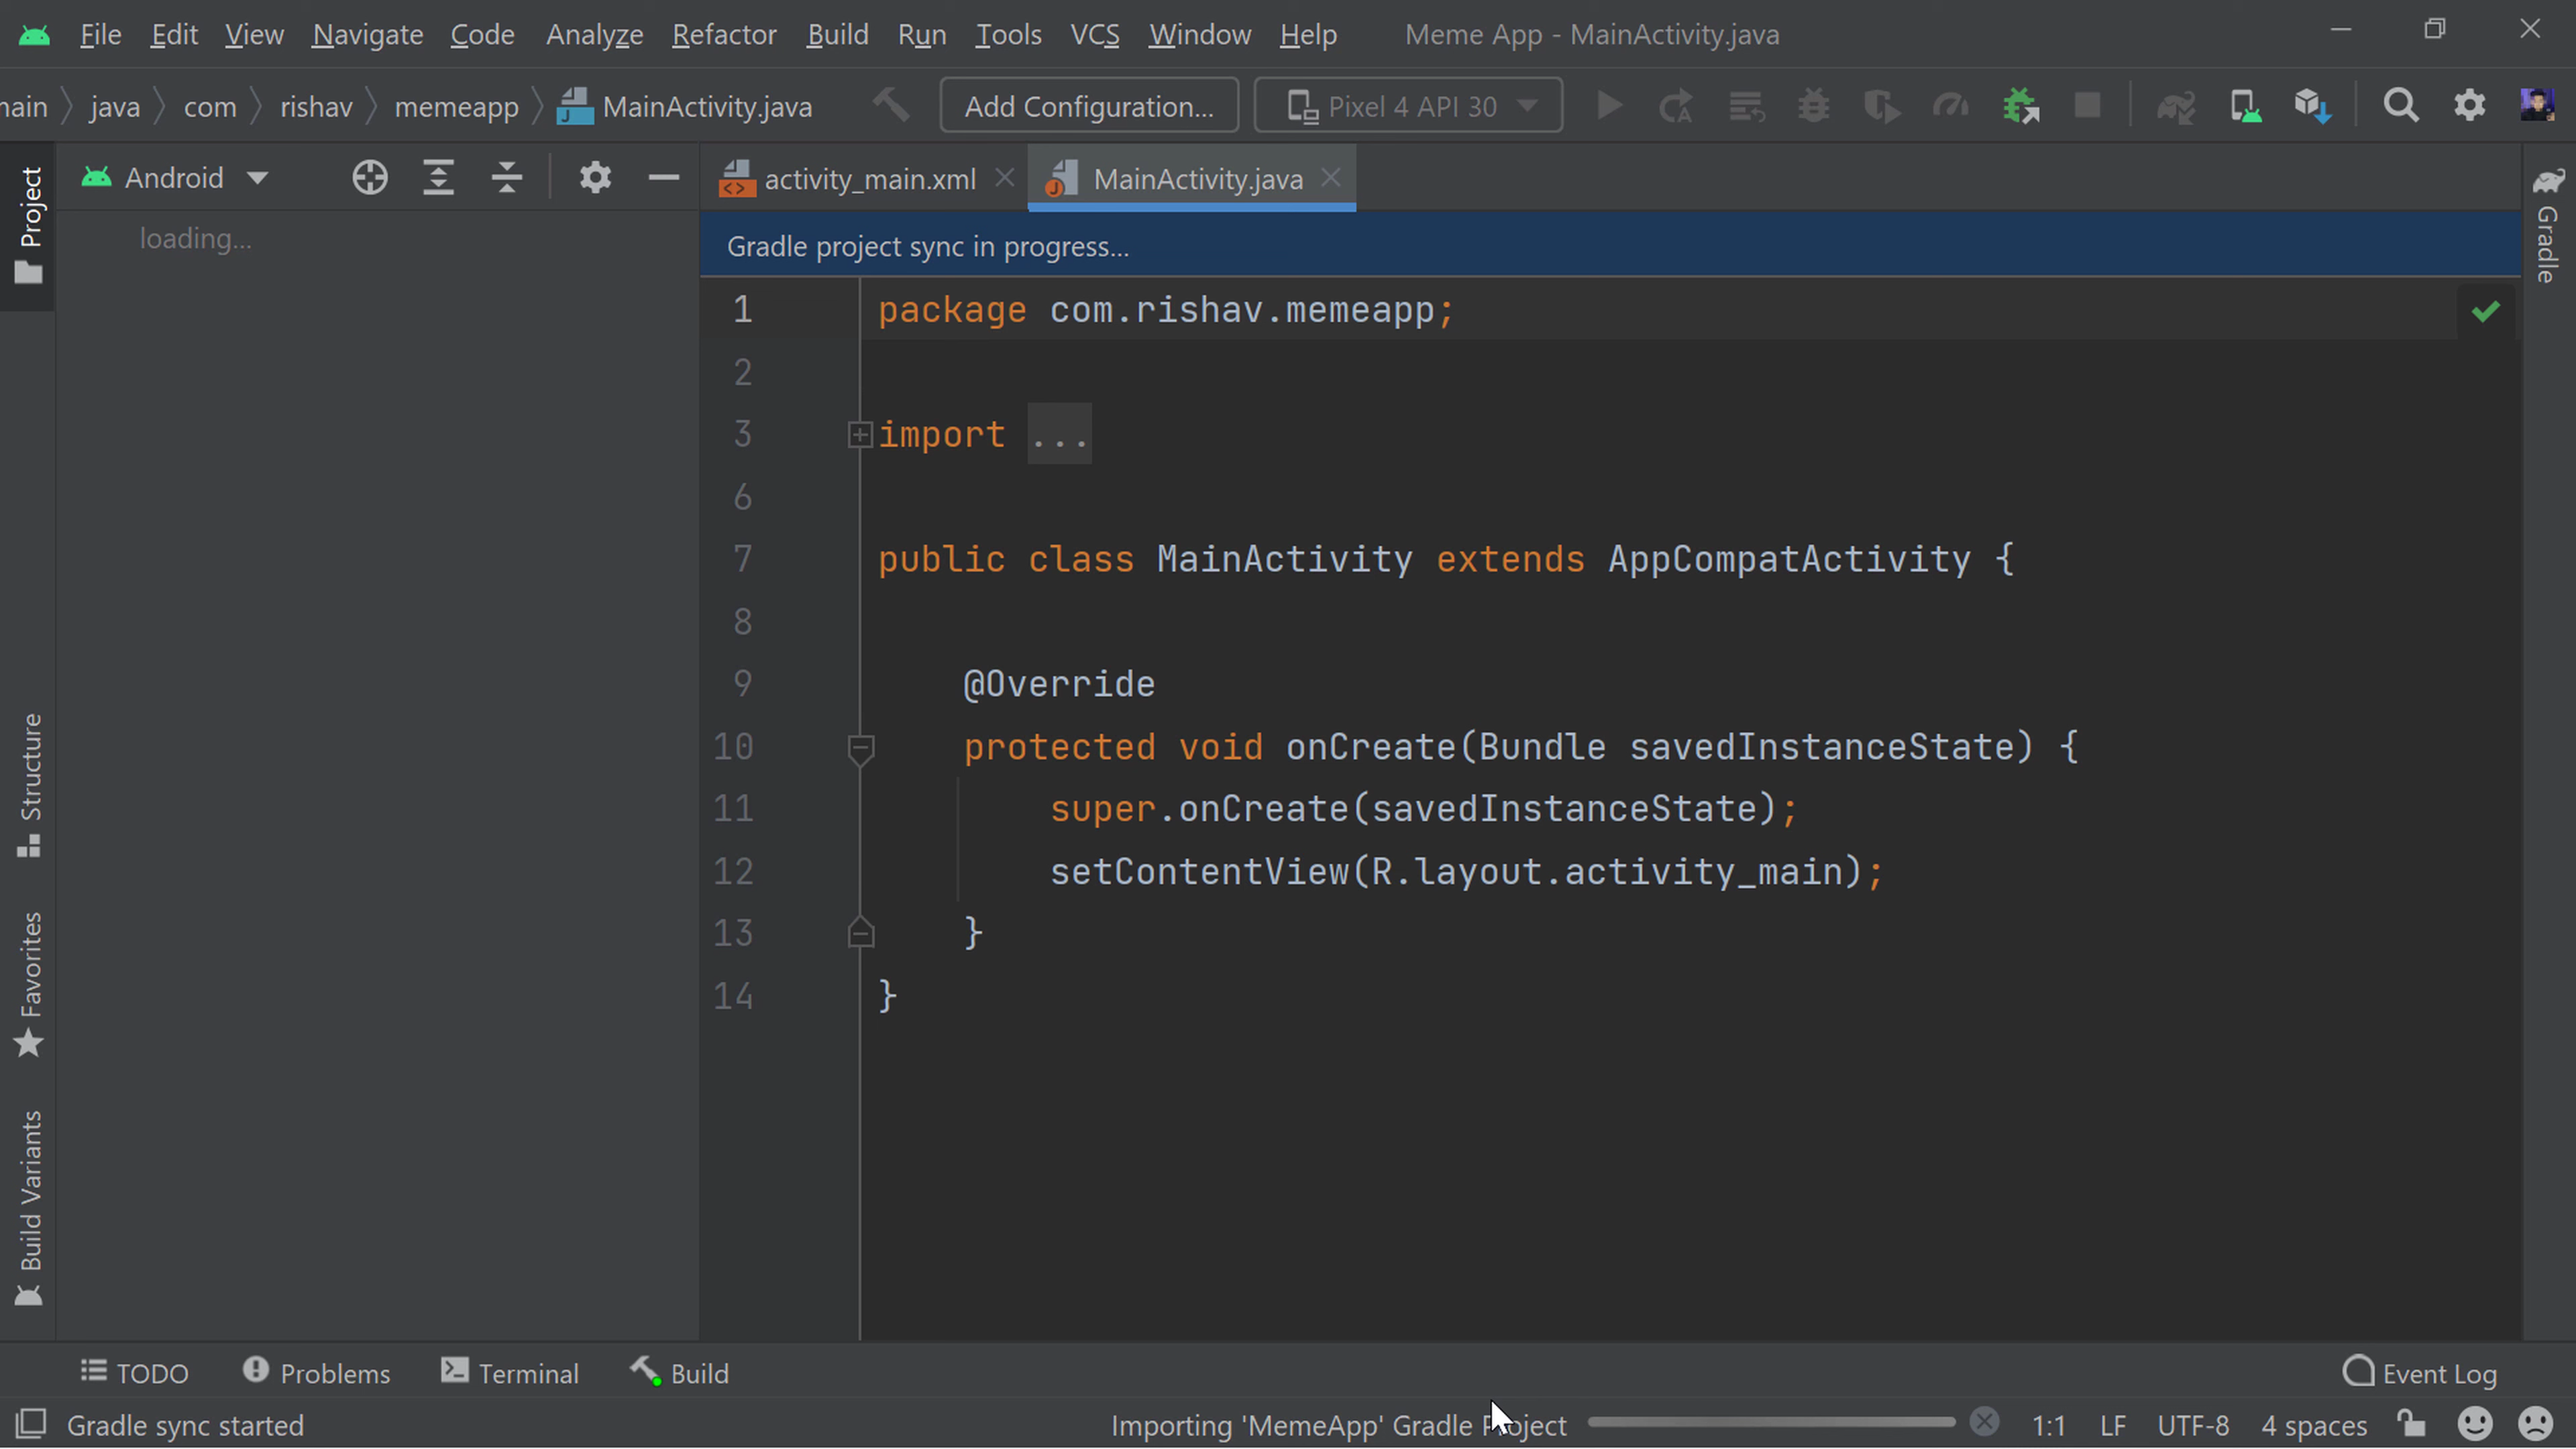 File Edit View Navigate Code Analyze Refactor Build Run Tools VCS Window Help Meme App - MainActivity.java
java com rishav memeapp MainActivity.java Add Configuration... Pixel 4 API 30
Project
Android
activity_main.xml MainActivity.java
Gradle
loading...
Gradle project sync in progress...
1 package com.rishav.memeapp;
2
3 import ...
6
7 public class MainActivity extends AppCompatActivity {
8
9 @Override
10 protected void onCreate(Bundle savedInstanceState) {
11 super.onCreate(savedInstanceState);
12 setContentView(R.layout.activity_main);
13 }
14 }
Structure
Favorites
Build Variants
TODO Problems Terminal Build Event Log
Gradle sync started Importing 'MemeApp' Gradle Project 1:1 LF UTF-8 4 spaces